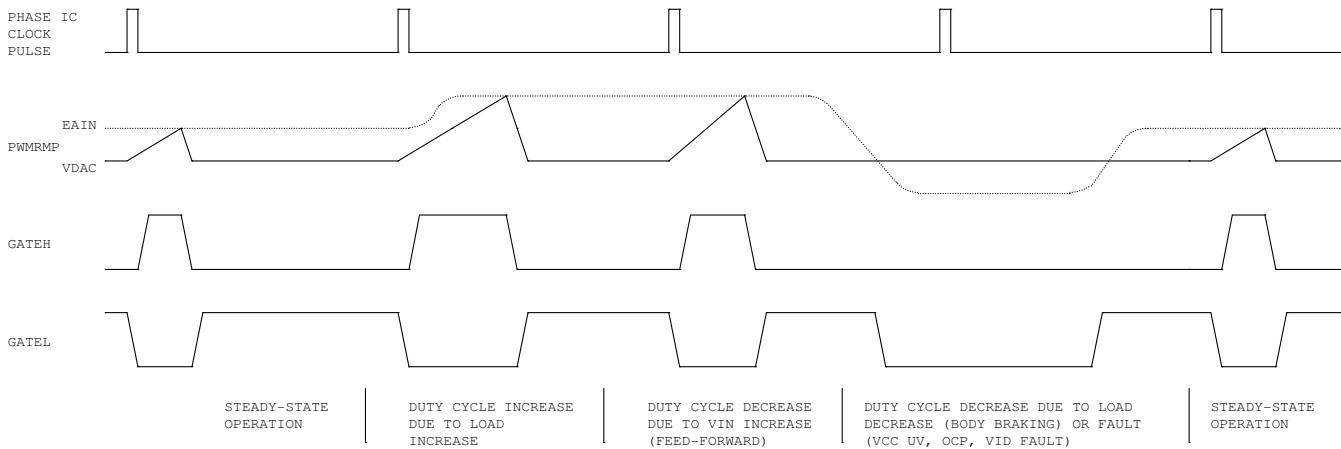 PHASE IC
CLOCK
PULSE
EAIN
PWMRMP
VDAC
GATEH
GATEL
STEADY-STATE
OPERATION
DUTY CYCLE INCREASE
DUE TO LOAD
INCREASE
DUTY CYCLE DECREASE
DUE TO VIN INCREASE
(FEED-FORWARD)
DUTY CYCLE DECREASE DUE TO LOAD
DECREASE (BODY BRAKING) OR FAULT
(VCC UV, OCP, VID FAULT)
STEADY-STATE
OPERATION